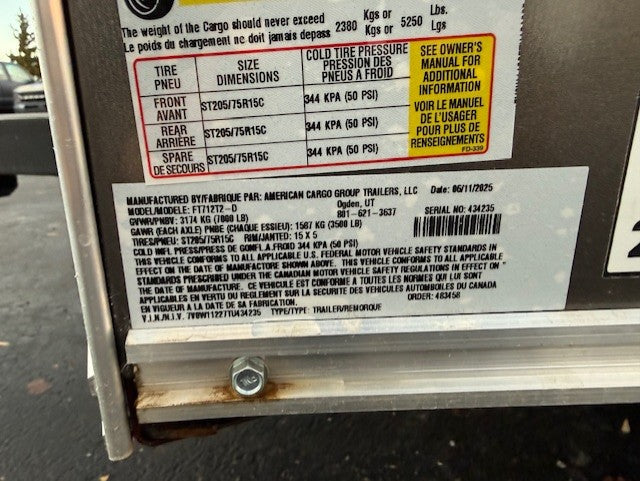 The weight of the Cargo should never exceed 2380 Kgs or 5250 Lbs.
Le poids du chargement nc doit jamais depass 2380 Kg or 5250 Lgs
TIRE PNEU SIZE DIMENSIONS COLD TIRE PRESSURE PRESSION DES PNEUS A FROID
FRONT AVANT ST205/75R15C 344 KPA (50 PSI)
REAR ARRIÈRE ST205/75R15C 344 KPA (50 PSI)
SPARE DE SECOURS ST205/75R15C 344 KPA (50 PSI)
SEE OWNER'S
MANUAL FOR
ADDITIONAL
INFORMATION
VOIR LE MANUEL
DE L'USAGER
POUR PLUS DE
RENSEIGNEMENTS
FD-339
MANUFACTURED BY/FABRIQUE PAR: AMERICAN CARGO GROUP TRAILERS, LLC Date: 06/11/2025
MODEL/MODELE: FT712T2-D Ogden, UT
GVWR/PNBV: 3174 KG (7000 LB) 801-621-3637 SERIAL NO: 434235
GAWR (EACH AXLE) PNBE (CHAQUE ESSIEU): 1587 KG (3500 LB)
TIRES/PNEU: ST205/75R15C RIM/JANTED: 15 X 5
COLD INFL PRESS/PRESS DE GONFL A FROID 344 KPA (50 PSI)
THIS VEHICLE CONFORMS TO ALL APPLICABLE U.S. FEDERAL MOTOR VEHICLE SAFETY STANDARDS IN
EFFECT ON THE DATE OF MANUFACTURE SHOWN ABOVE. THIS VEHICLE CONFORMS TO ALL APPLICABLE
STANDARDS PRESCRIBED UNDER THE CANADIAN MOTOR VEHICLE SAFETY REGULATIONS IN EFFECT ON
THE DATE OF MANUFACTURE. CE VEHICULE EST CONFORME A TOUTES LES NORMES QUI LUI SONT
APPLICABLES EN VERTU DU REGLEMENT SUR LA SECURITE DES VEHICULES AUTOMOBILES DU CANADA
EN VIGUEUR A LA DATE DE SA FABRICATION. ORDER: 483458
V.I.N./N.I.V. 7V0W11227TU434235 TYPE/TYPE: TRAILER/REMORQUE